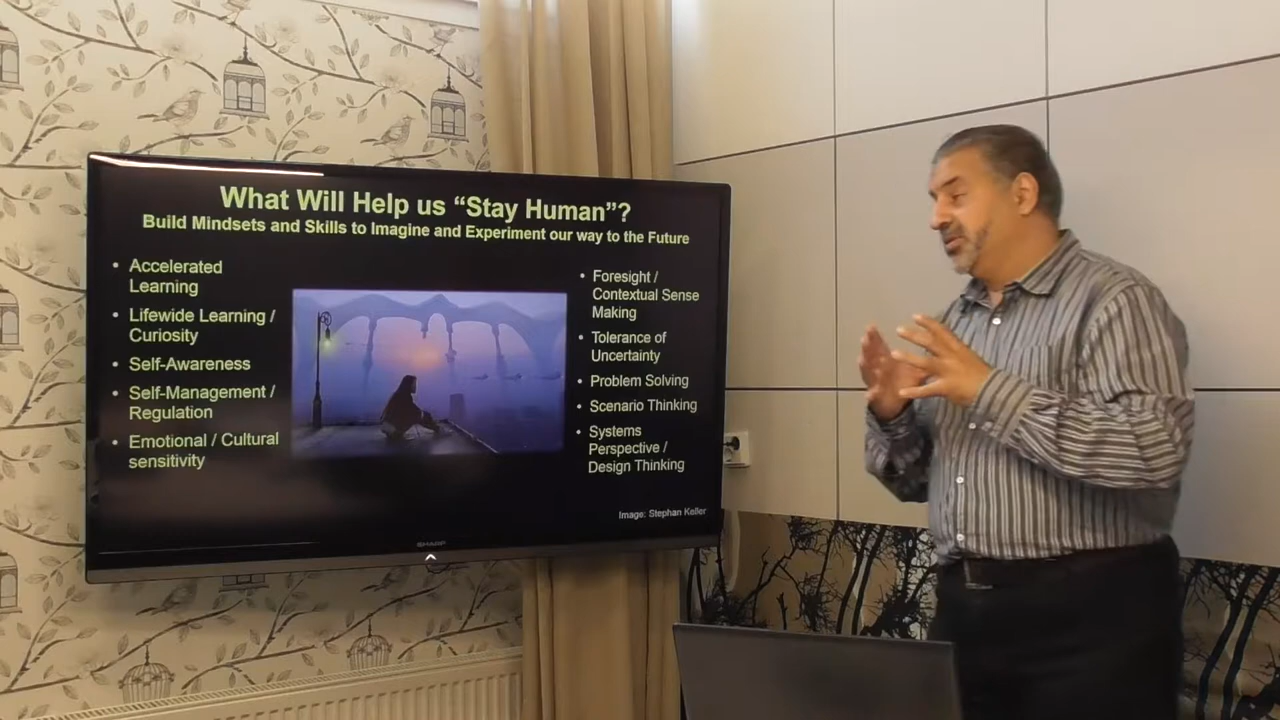 What Will Help us “Stay Human”?
Build Mindsets and Skills to Imagine and Experiment our way to the Future
• Accelerated
Learning
• Lifewide Learning /
Curiosity
• Self-Awareness
• Self-Management /
Regulation
• Emotional / Cultural
sensitivity
• Foresight /
Contextual Sense
Making
• Tolerance of
Uncertainty
• Problem Solving
• Scenario Thinking
• Systems
Perspective /
Design Thinking
Image: Stephan Keller
SHARP